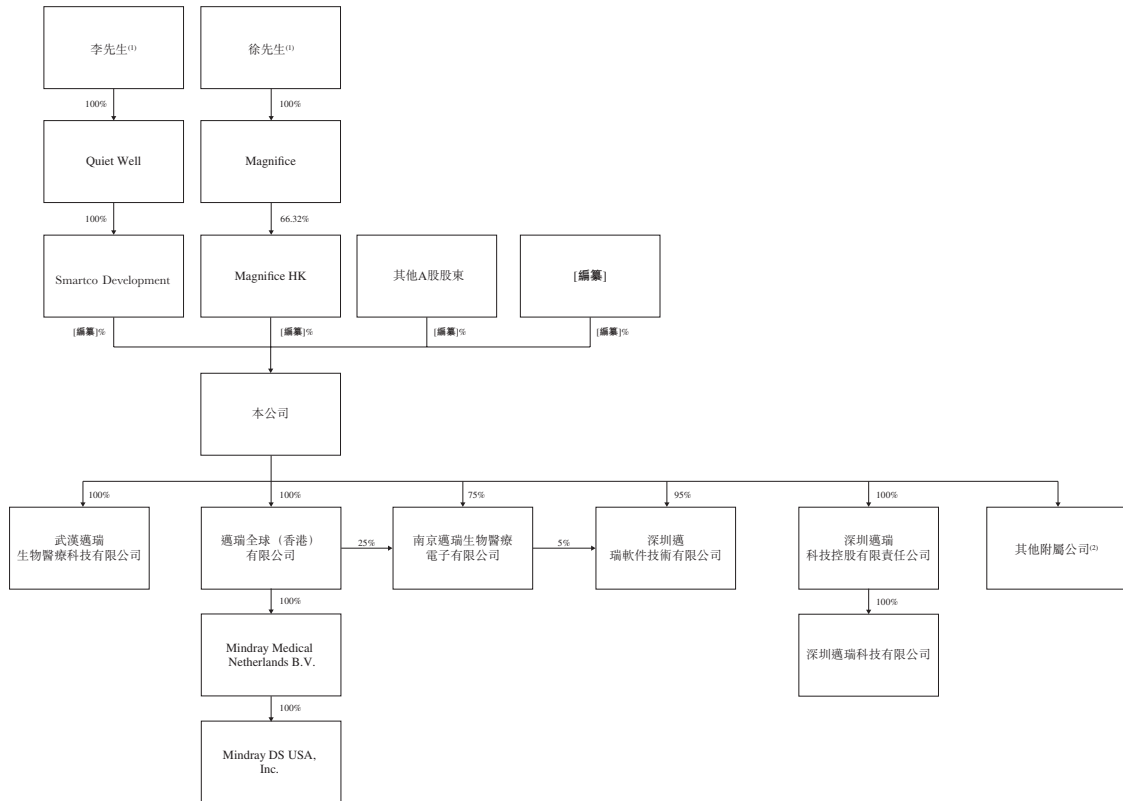 李先生(1)
徐先生(1)
100%
100%
Quiet Well
Magnifice
100%
66.32%
Smartco Development
Magnifice HK
其他A股股東
[編纂]
[編纂]%
[編纂]%
[編纂]%
[編纂]%
本公司
100%
100%
75%
95%
100%
武漢邁瑞
生物醫療科技有限公司
邁瑞全球（香港）
有限公司
25%
南京邁瑞生物醫療
電子有限公司
5%
深圳邁
瑞軟件技術有限公司
深圳邁瑞
科技控股有限責任公司
其他附屬公司(2)
100%
100%
Mindray Medical
Netherlands B.V.
深圳邁瑞科技有限公司
100%
Mindray DS USA,
Inc.